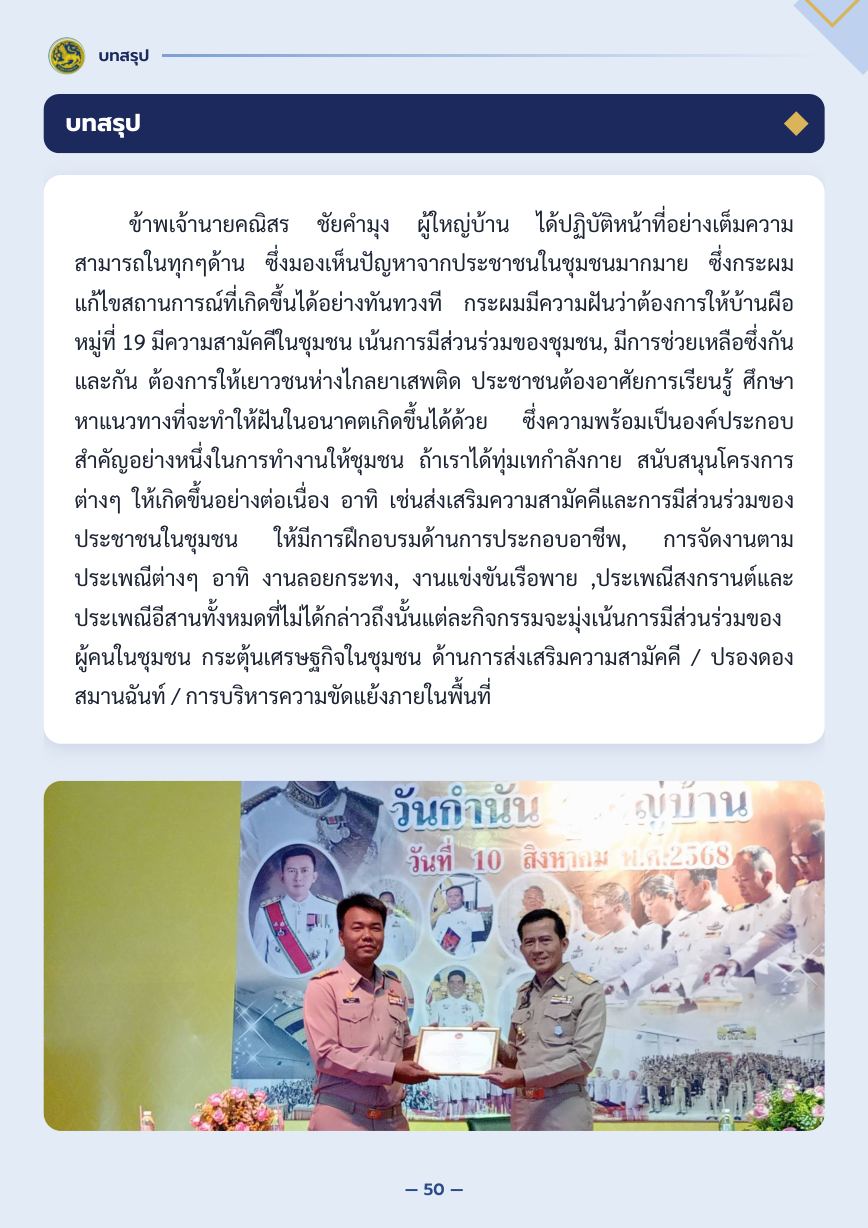 บทสรุป
บทสรุป
ข้าพเจ้านายคณิสร ชัยคำมุง ผู้ใหญ่บ้าน ได้ปฏิบัติหน้าที่อย่างเต็มความ
สามารถในทุกๆด้าน ซึ่งมองเห็นปัญหาจากประชาชนในชุมชนมากมาย ซึ่งกระผม
แก้ไขสถานการณ์ที่เกิดขึ้นได้อย่างทันทวงที กระผมมีความฝันว่าต้องการให้บ้านผือ
หมู่ที่ 19 มีความสามัคคีในชุมชน เน้นการมีส่วนร่วมของชุมชน, มีการช่วยเหลือซึ่งกัน
และกัน ต้องการให้เยาวชนห่างไกลยาเสพติด ประชาชนต้องอาศัยการเรียนรู้ ศึกษา
หาแนวทางที่จะทำให้ฝันในอนาคตเกิดขึ้นได้ด้วย ซึ่งความพร้อมเป็นองค์ประกอบ
สำคัญอย่างหนึ่งในการทำงานให้ชุมชน ถ้าเราได้ทุ่มเทกำลังกาย สนับสนุนโครงการ
ต่างๆ ให้เกิดขึ้นอย่างต่อเนื่อง อาทิ เช่นส่งเสริมความสามัคคีและการมีส่วนร่วมของ
ประชาชนในชุมชน ให้มีการฝึกอบรมด้านการประกอบอาชีพ, การจัดงานตาม
ประเพณีต่างๆ อาทิ งานลอยกระทง, งานแข่งขันเรือพาย ,ประเพณีสงกรานต์และ
ประเพณีอีสานทั้งหมดที่ไม่ได้กล่าวถึงนั้นแต่ละกิจกรรมจะมุ่งเน้นการมีส่วนร่วมของ
ผู้คนในชุมชน กระตุ้นเศรษฐกิจในชุมชน ด้านการส่งเสริมความสามัคคี / ปรองดอง
สมานฉันท์ / การบริหารความขัดแย้งภายในพื้นที่
วันกำนัน
วันที่ 10 สิงหาคม พ.ศ.2568
— 50 —